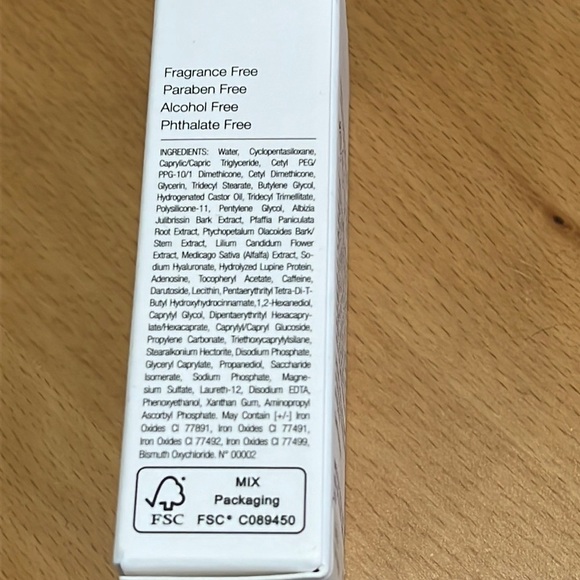 Fragrance Free
Paraben Free
Alcohol Free
Phthalate Free
INGREDIENTS: Water, Cyclopentasiloxane,
Caprylic/Capric Triglyceride, Cetyl PEG/
PPG-10/1 Dimethicone, Cetyl Dimethicone,
Glycerin, Tridecyl Stearate, Butylene Glycol,
Hydrogenated Castor Oil, Tridecyl Trimellitate,
Polysilicone-11, Pentylene Glycol, Albizia
Julibrissin Bark Extract, Pfaffia Paniculata
Root Extract, Ptychopetalum Olacoides Bark/
Stem Extract, Lilium Candidum Flower
Extract, Medicago Sativa (Alfalfa) Extract, So-
dium Hyaluronate, Hydrolyzed Lupine Protein,
Adenosine, Tocopheryl Acetate, Caffeine,
Darutoside, Lecithin, Pentaerythrityl Tetra-Di-T-
Butyl Hydroxyhydrocinnamate,1,2-Hexanediol,
Caprylyl Glycol, Dipentaerythrityl Hexacapry-
late/Hexacaprate, Caprylyl/Capryl Glucoside,
Propylene Carbonate, Triethoxycaprylylsilane,
Stearalkonium Hectorite, Disodium Phosphate,
Glyceryl Caprylate, Propanediol, Saccharide
Isomerate, Sodium Phosphate, Magne-
sium Sulfate, Laureth-12, Disodium EDTA,
Phenoxyethanol, Xanthan Gum, Aminopropyl
Ascorbyl Phosphate. May Contain [+/-] Iron
Oxides CI 77891, Iron Oxides CI 77491,
Iron Oxides CI 77492, Iron Oxides CI 77499,
Bismuth Oxychloride. N° 00002
MIX
Packaging
FSC FSC® C089450